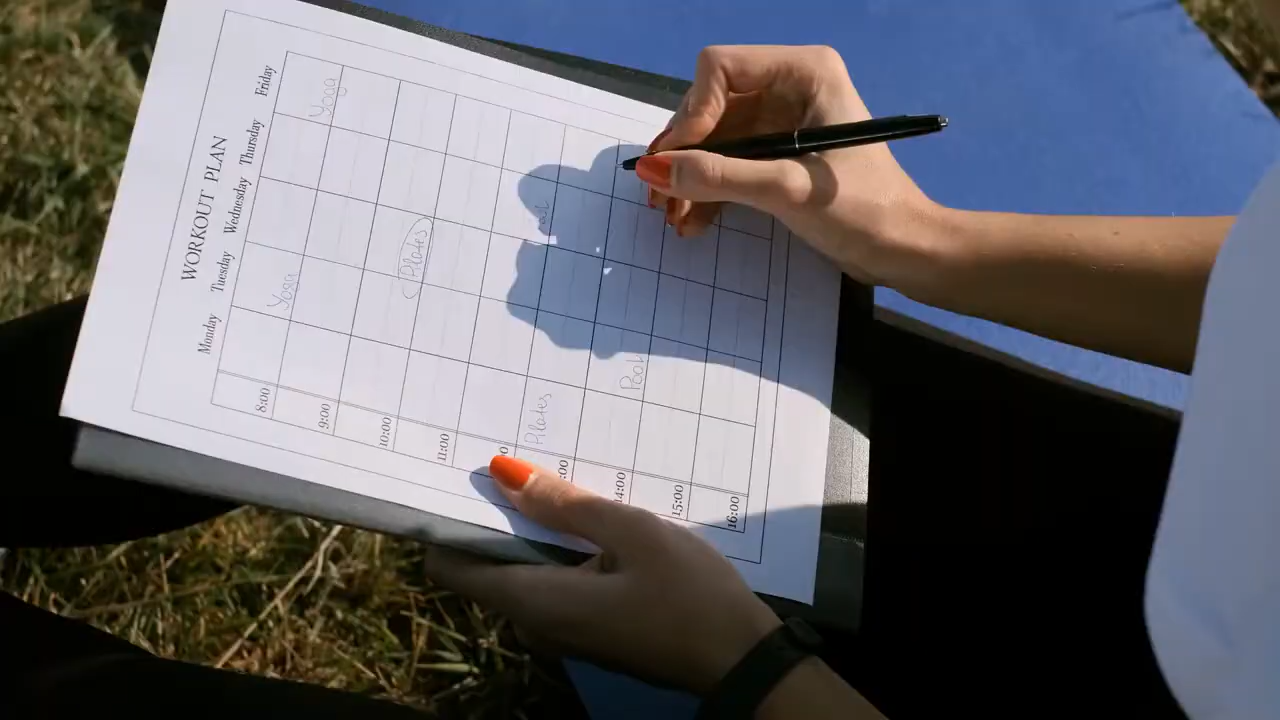 WORKOUT PLAN
Monday Tuesday Wednesday Thursday Friday
8:00 Yoga Yoga
9:00
10:00 Pilates
11:00
Pilates
14:00 Pool
15:00
16:00